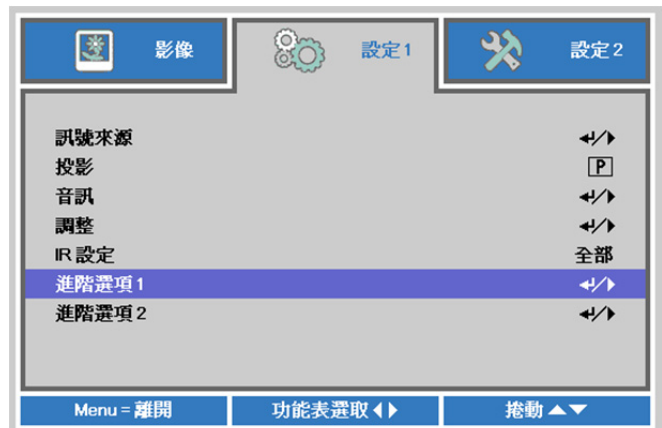 影像 設定1 設定2
訊號來源 ↵/▶
投影 P
音訊 ↵/▶
調整 ↵/▶
IR 設定 全部
進階選項1 ↵/▶
進階選項2 ↵/▶
Menu = 離開 功能表選取◀▶ 捲動▲▼